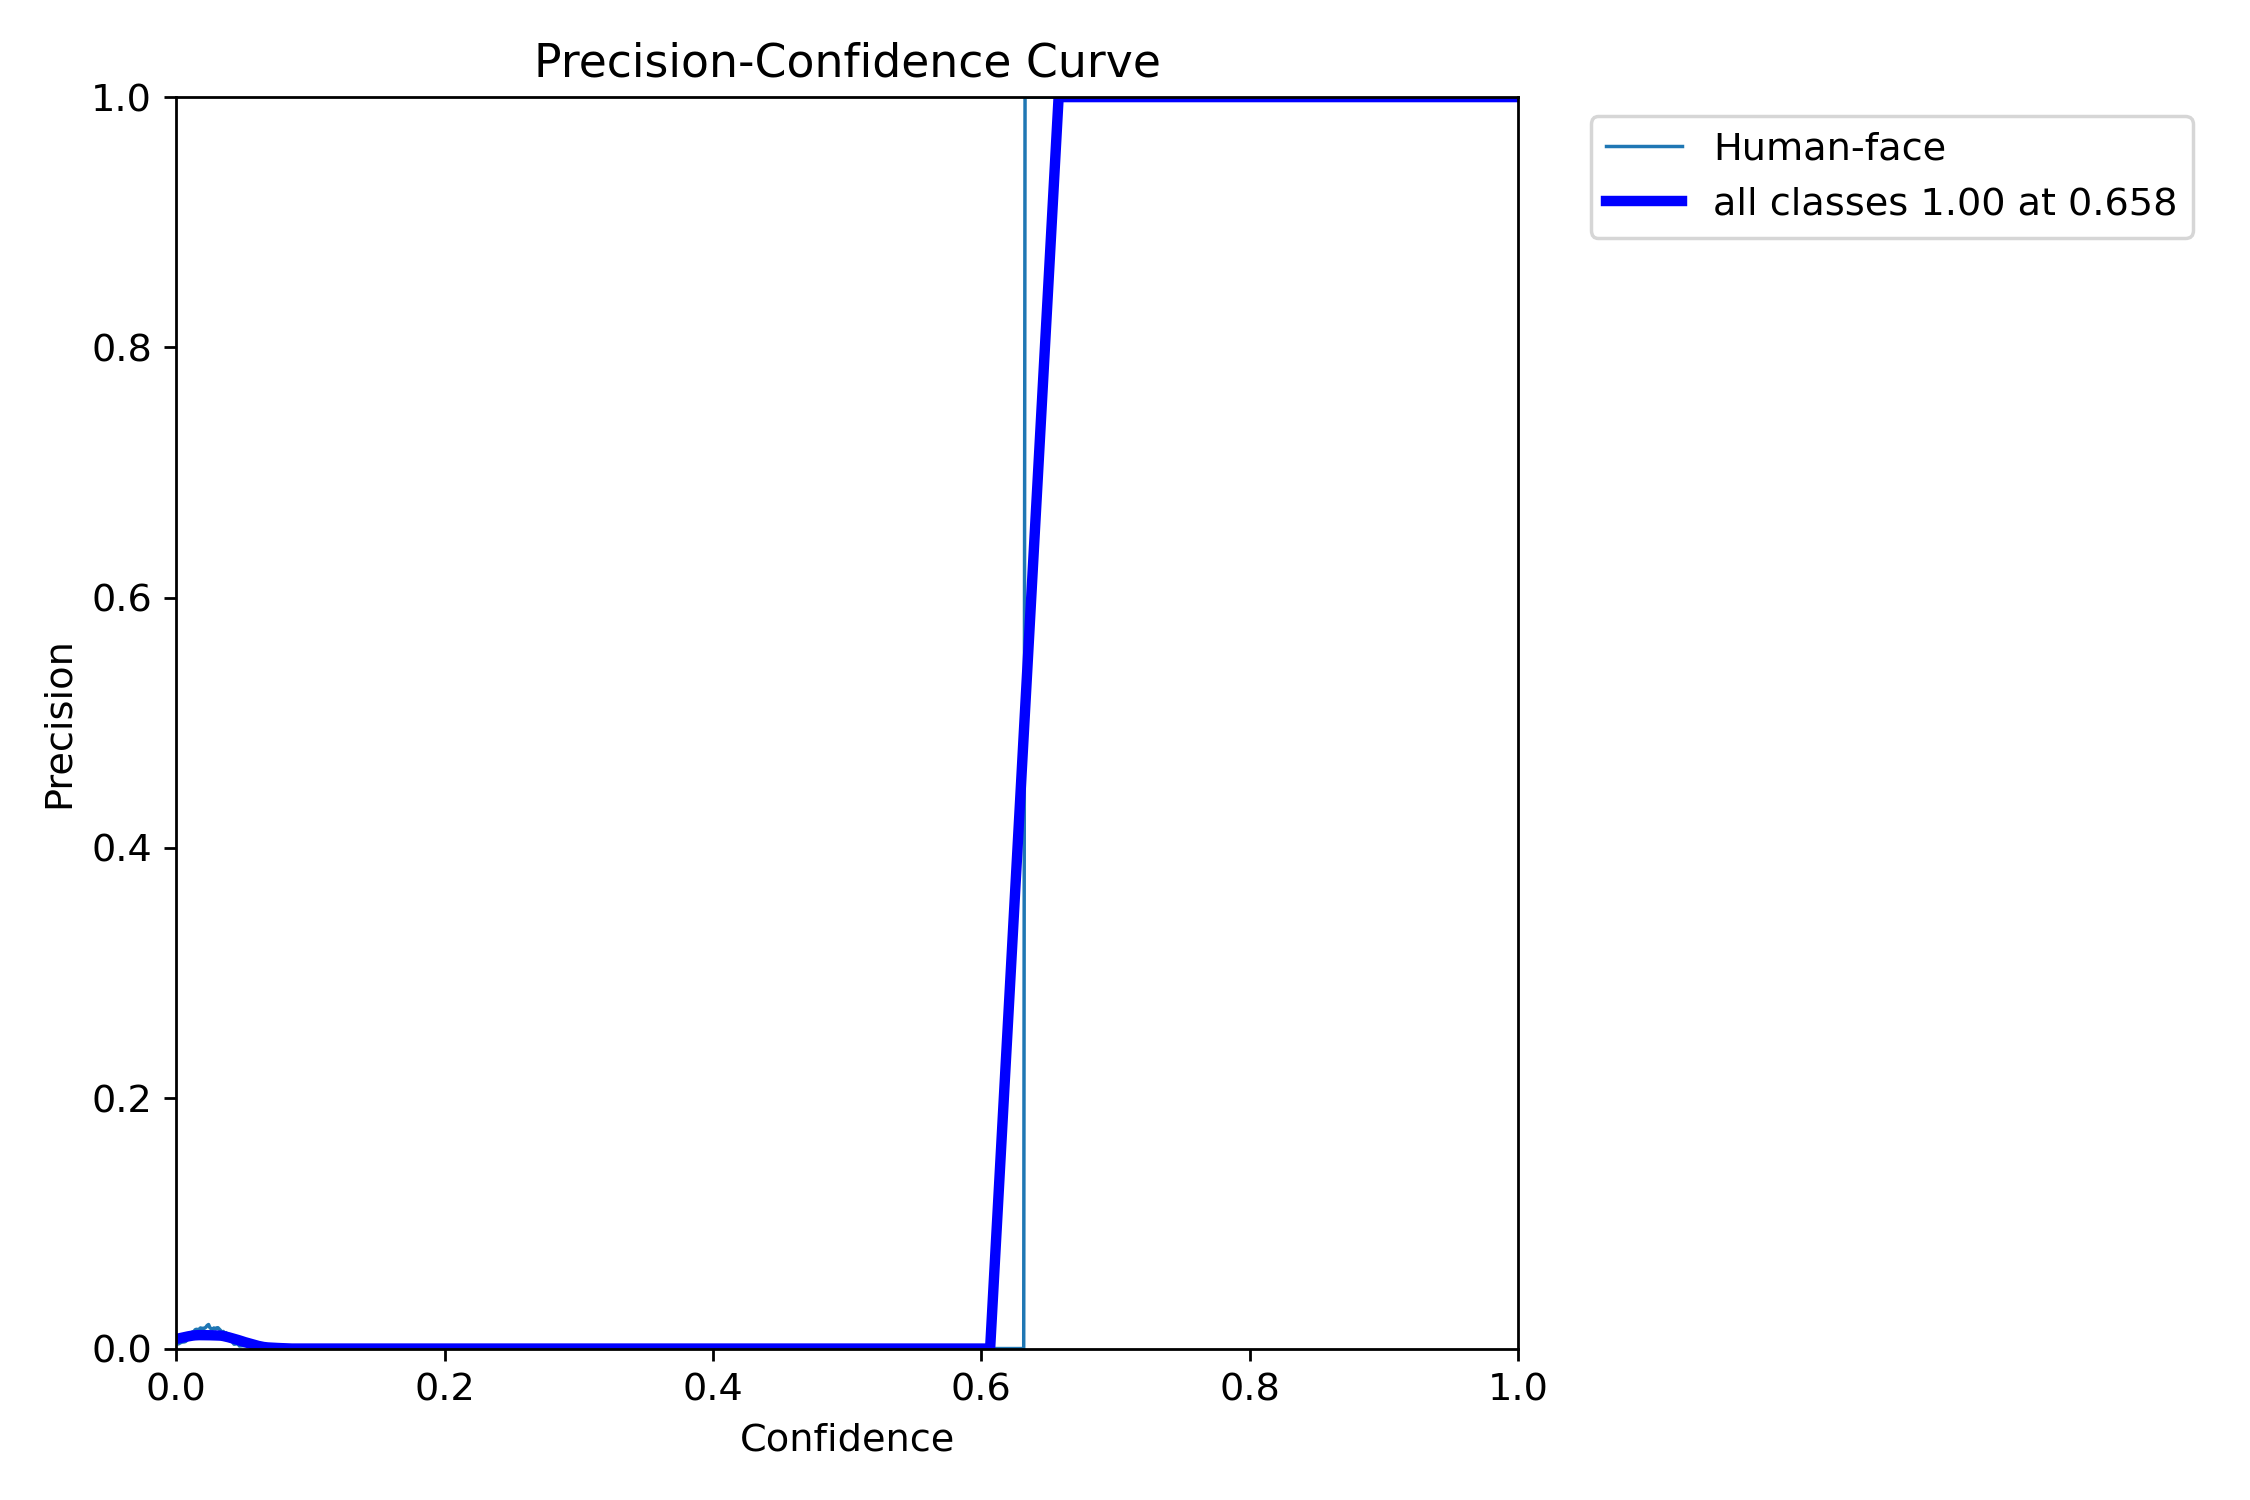 Precision-Confidence Curve
Human-face
all classes 1.00 at 0.658
Precision
1.0
0.8
0.6
0.4
0.2
0.0
0.0 0.2 0.4 0.6 0.8 1.0
Confidence